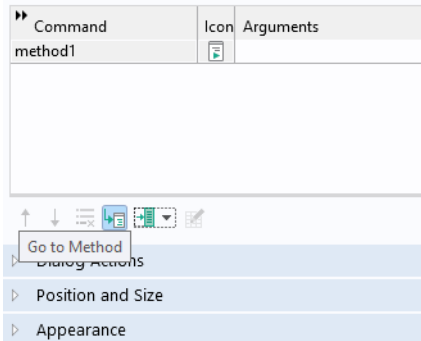 Command Icon Arguments
method1
Go to Method
Dialog Actions
Position and Size
Appearance